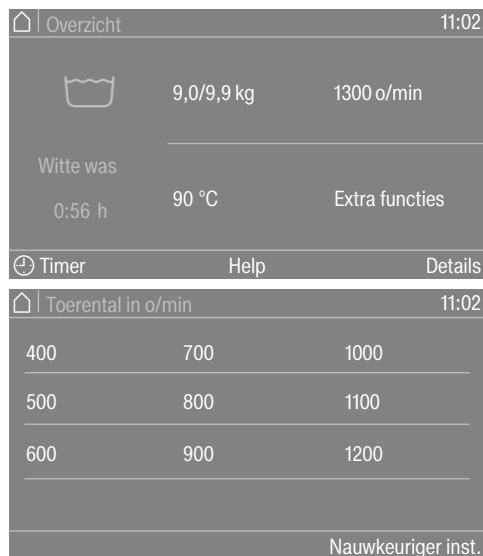 Overzicht 11:02
9,0/9,9 kg 1300 o/min
Witte was
90 °C Extra functies
0:56 h
Timer Help Details
Toerental in o/min 11:02
400 700 1000
500 800 1100
600 900 1200
Nauwkeuriger inst.